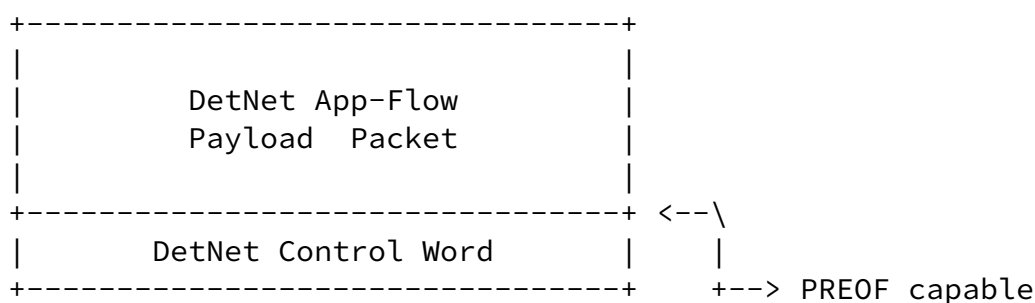 +---------------------------------+
|                                 |
|         DetNet App-Flow         |
|         Payload  Packet         |
|                                 |
+---------------------------------+ <--\
|       DetNet Control Word       |    |
+---------------------------------+    +--> PREOF capable